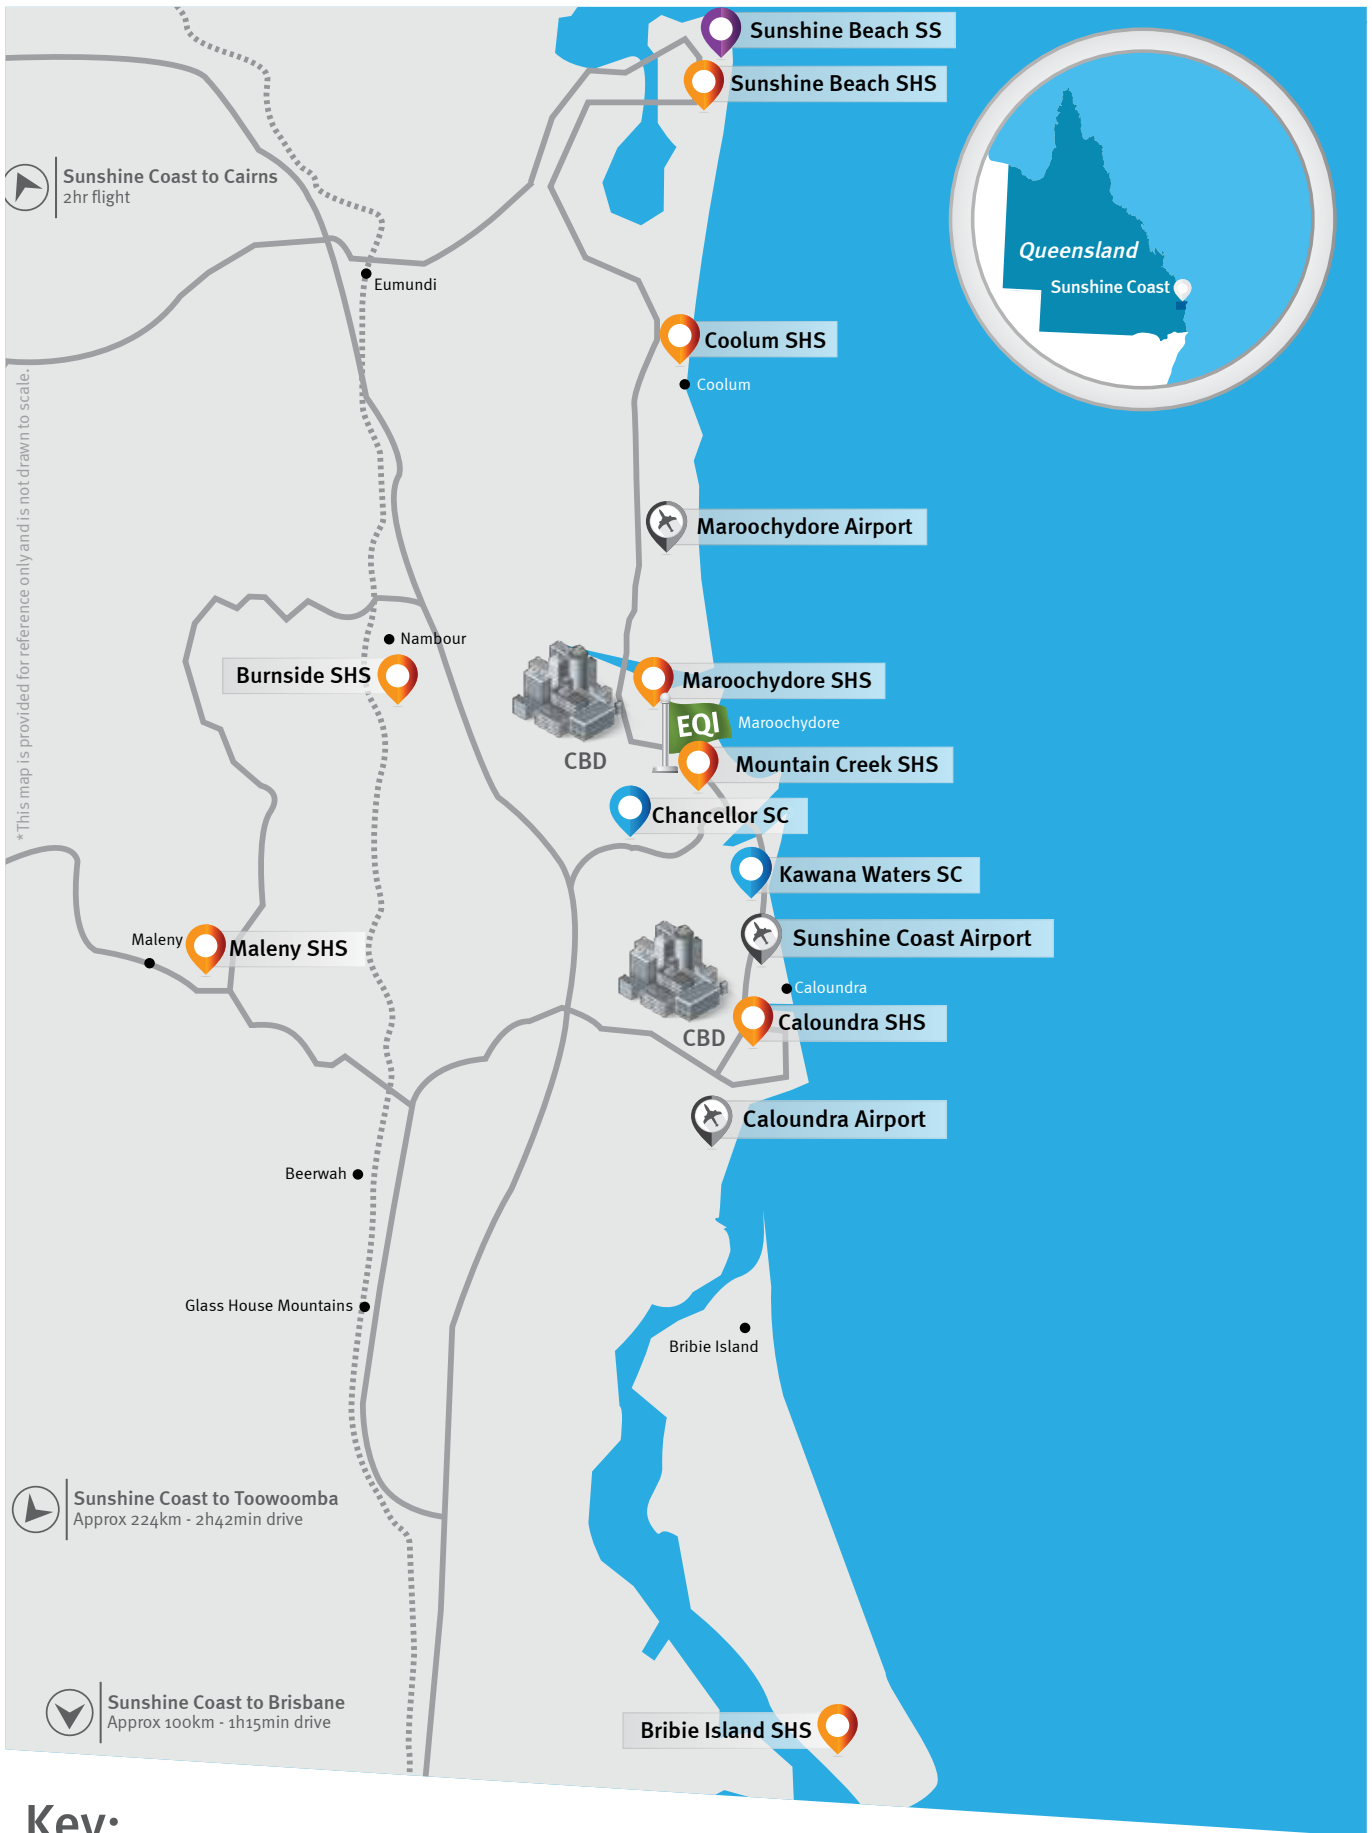 Sunshine Beach SS
Sunshine Beach SHS
Sunshine Coast to Cairns
2hr flight
Queensland
Sunshine Coast
Eumundi
Coolum SHS
Coolum
*This map is provided for reference only and is not drawn to scale.
Maroochydore Airport
Nambour
Burnside SHS
Maroochydore SHS
EQI
Maroochydore
CBD
Mountain Creek SHS
Chancellor SC
Kawana Waters SC
Maleny
Maleny SHS
Sunshine Coast Airport
Caloundra
Caloundra SHS
CBD
Caloundra Airport
Beerwah
Glass House Mountains
Bribie Island
Sunshine Coast to Toowoomba
Approx 224km - 2h42min drive
Sunshine Coast to Brisbane
Approx 100km - 1h15min drive
Bribie Island SHS
Key: